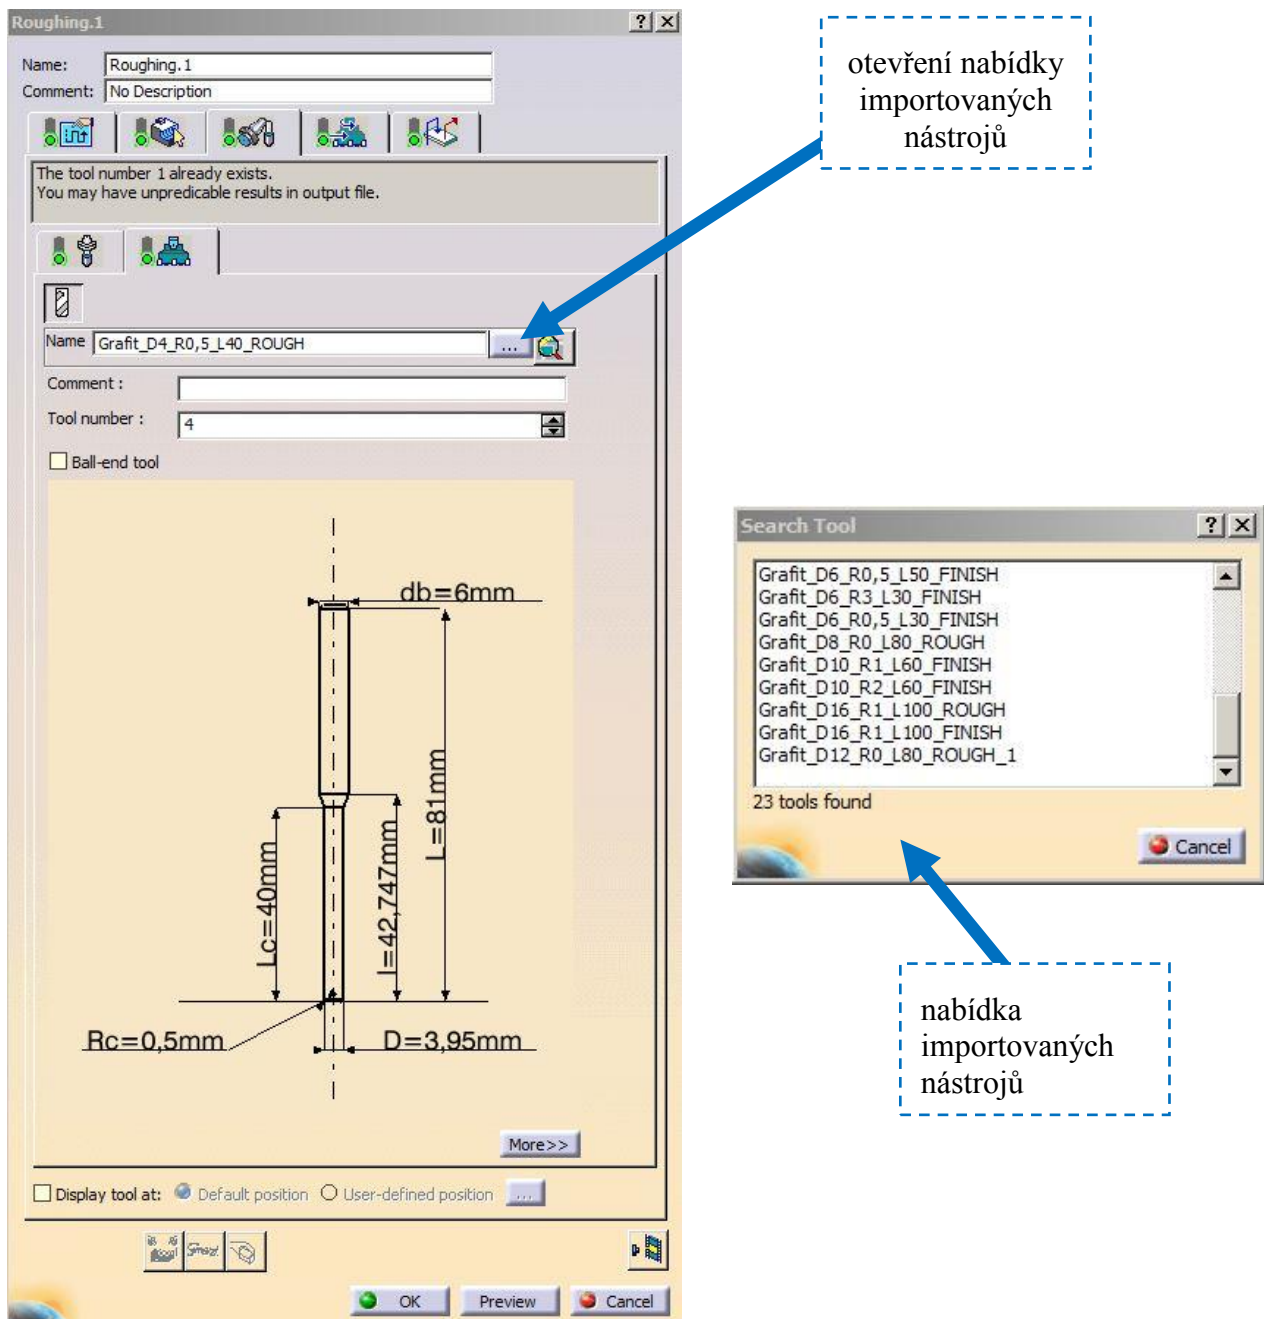 Roughing.1
Name: Roughing.1
Comment: No Description
The tool number 1 already exists.
You may have unpredicable results in output file.
Name Grafit_D4_R0,5_L40_ROUGH ...
Comment :
Tool number : 4
Ball-end tool
db=6mm
L=81mm
l=42,747mm
Lc=40mm
Rc=0,5mm
D=3,95mm
More>>
Display tool at: Default position User-defined position ...
OK Preview Cancel
otevření nabídky
importovaných
nástrojů
Search Tool
Grafit_D6_R0,5_L50_FINISH
Grafit_D6_R3_L30_FINISH
Grafit_D6_R0,5_L30_FINISH
Grafit_D8_R0_L80_ROUGH
Grafit_D10_R1_L60_FINISH
Grafit_D10_R2_L60_FINISH
Grafit_D16_R1_L100_ROUGH
Grafit_D16_R1_L100_FINISH
Grafit_D12_R0_L80_ROUGH_1
23 tools found
Cancel
nabídka
importovaných
nástrojů